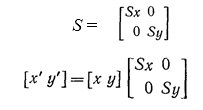 S = [Sx 0
0 Sy]
[x′ y′] = [x y] [Sx 0
0 Sy]